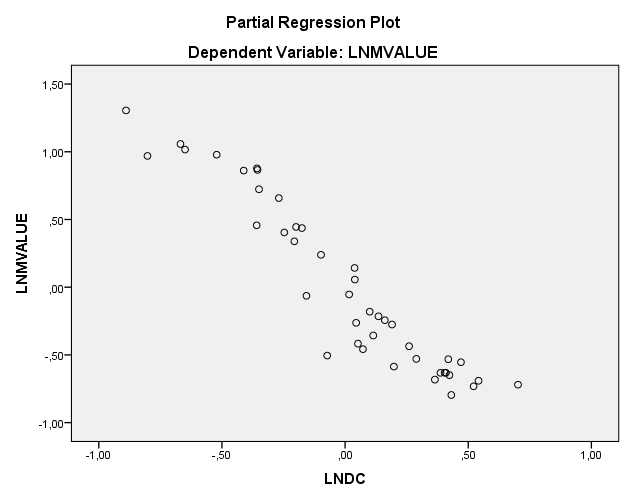 Partial Regression Plot
Dependent Variable: LNMVALUE
LNMVALUE
1,50
1,00
,50
,00
-,50
-1,00
-1,00
-,50
,00
,50
1,00
LNDC